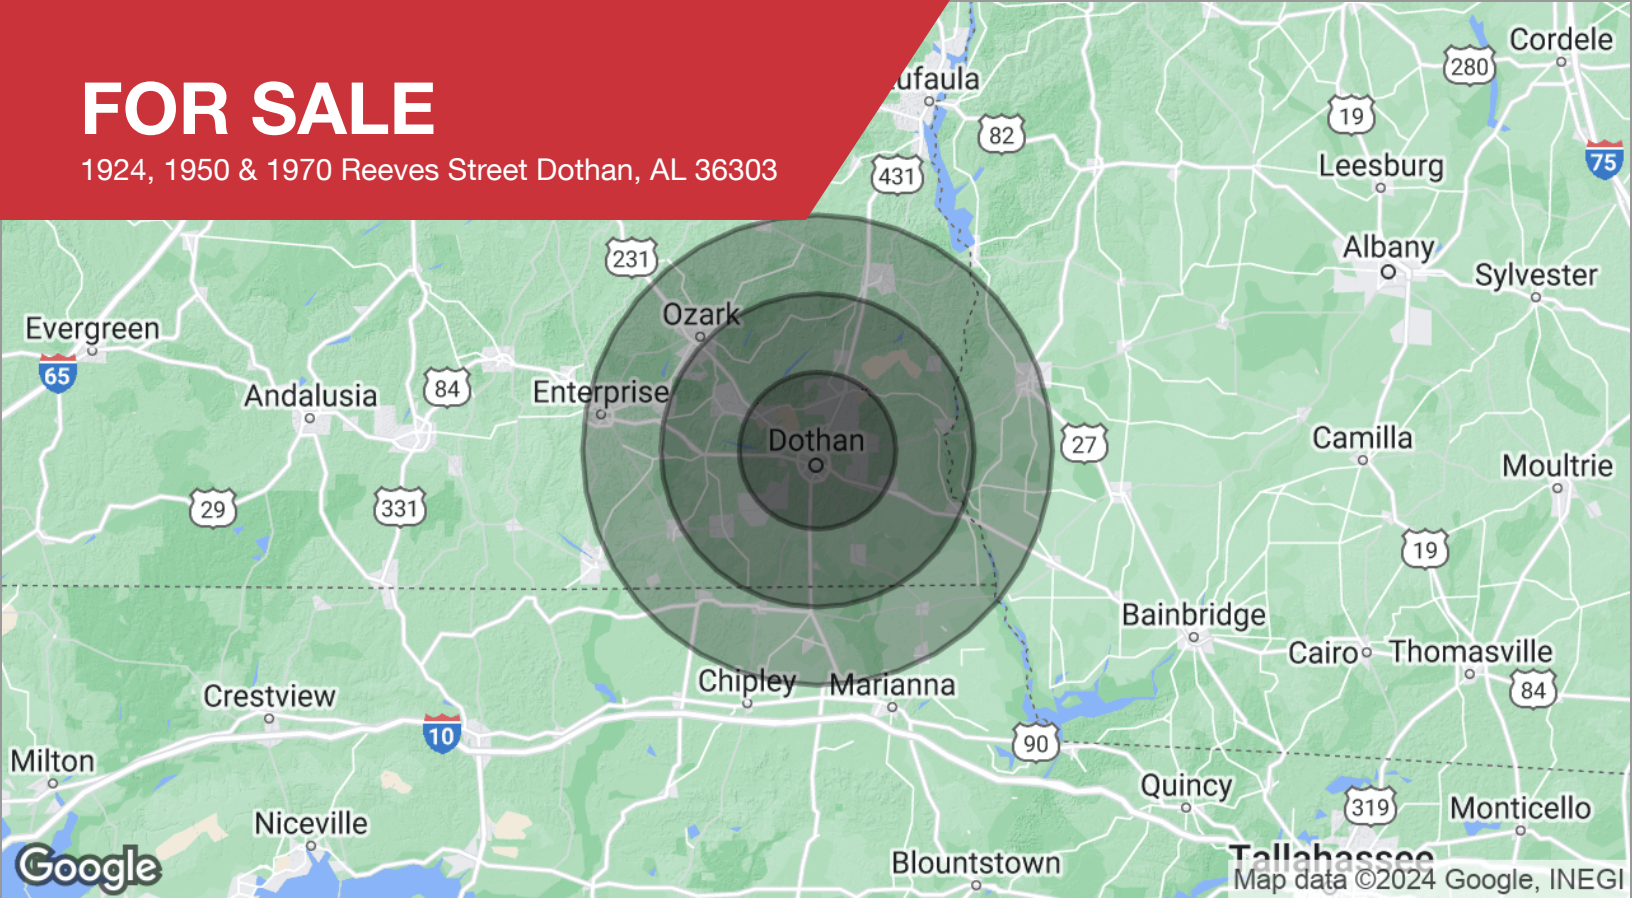 FOR SALE
1924, 1950 & 1970 Reeves Street Dothan, AL 36303
Cordele
280
ufaula
19
82
75
Leesburg
431
Albany
231
Sylvester
Ozark
Evergreen
65
84
Enterprise
Andalusia
Dothan
27
Camilla
Moultrie
29
331
19
Bainbridge
Cairo
Thomasville
Chipley
Marianna
84
Crestview
10
90
Milton
Quincy
319
Monticello
Niceville
Google
Blountstown
Tallahassee
Map data ©2024 Google, INEGI